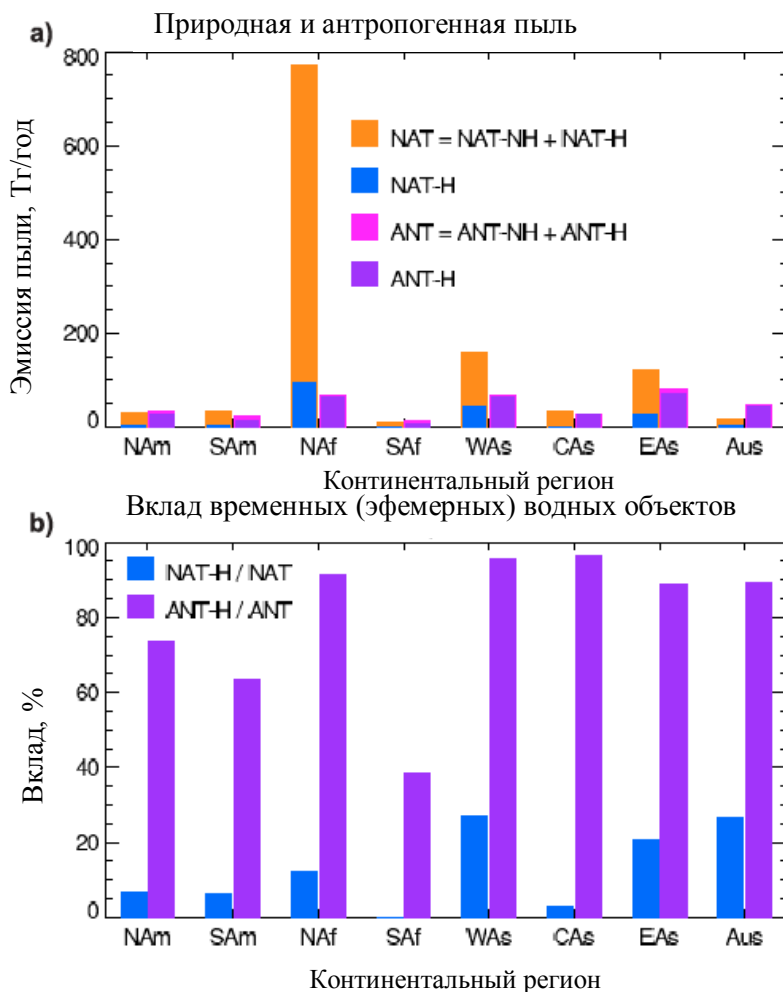 Природная и антропогенная пыль
a)
800
600
400
200
0
Эмиссия пыли, Тг/год
NAT = NAT-NH + NAT-H
NAT-H
ANT = ANT-NH + ANT-H
ANT-H
NAm SAm NAf SAf WAs CAs EAs Aus
Континентальный регион
Вклад временных (эфемерных) водных объектов
b)
100
80
60
40
20
0
Вклад, %
NAT-H / NAT
ANT-H / ANT
NAm SAm NAf SAf WAs CAs EAs Aus
Континентальный регион